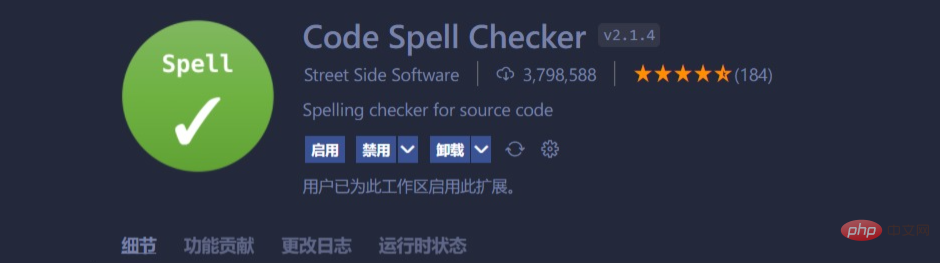 Spell
Code Spell Checker v2.1.4
Street Side Software 3,798,588 (184)
Spelling checker for source code
启用 禁用 卸载
用户已为此工作区启用此扩展。
细节 功能贡献 更改日志 运行时状态
php 中文网